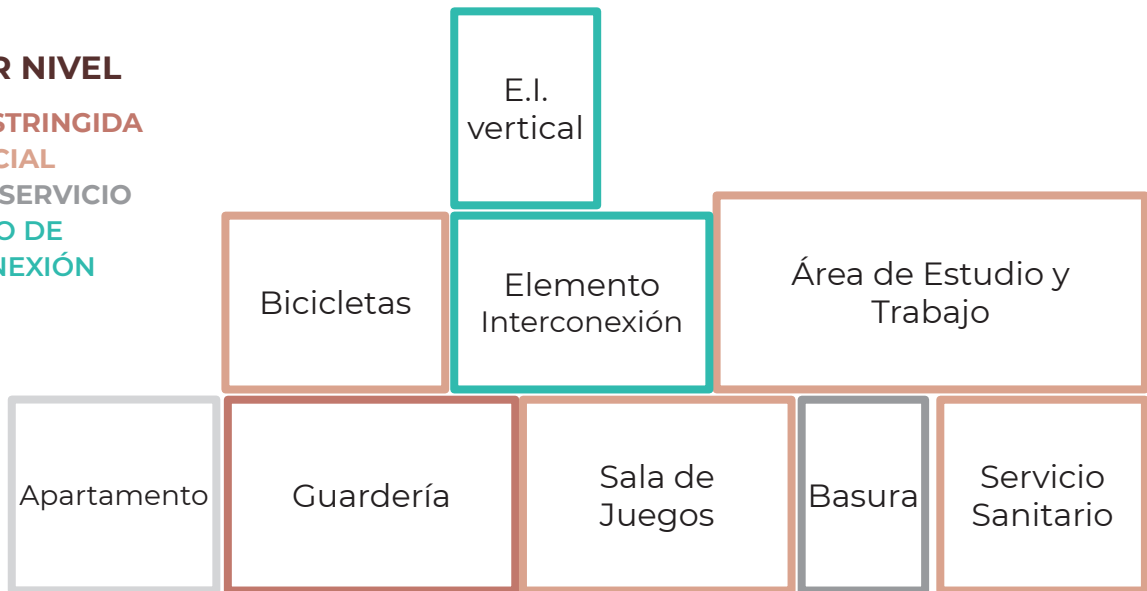 R NIVEL
STRINGIDA
CIAL
SERVICIO
O DE
NEXIÓN
E.I.
vertical
Bicicletas
Elemento
Interconexión
Área de Estudio y
Trabajo
Apartamento
Guardería
Sala de
Juegos
Basura
Servicio
Sanitario